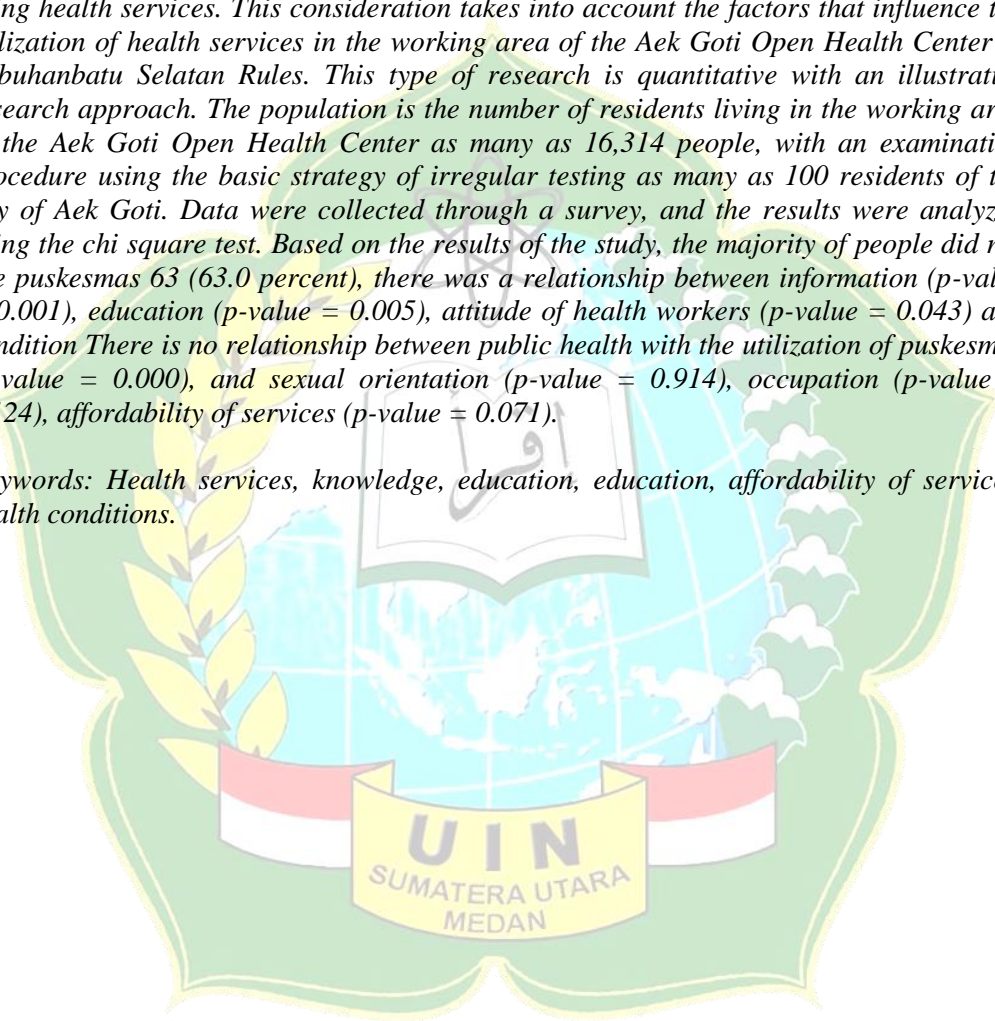 ing health services. This consideration takes into account the factors that influence t
lization of health services in the working area of the Aek Goti Open Health Center
buhanbatu Selatan Rules. This type of research is quantitative with an illustrati
search approach. The population is the number of residents living in the working ar
the Aek Goti Open Health Center as many as 16,314 people, with an examinati
ocedure using the basic strategy of irregular testing as many as 100 residents of t
y of Aek Goti. Data were collected through a survey, and the results were analyz
ing the chi square test. Based on the results of the study, the majority of people did n
e puskesmas 63 (63.0 percent), there was a relationship between information (p-val
0.001), education (p-value = 0.005), attitude of health workers (p-value = 0.043) a
ndition There is no relationship between public health with the utilization of puskesm
value = 0.000), and sexual orientation (p-value = 0.914), occupation (p-value
24), affordability of services (p-value = 0.071).
ywords: Health services, knowledge, education, education, affordability of service
alth conditions.
اقرأ
UIN
SUMATERA UTARA
MEDAN